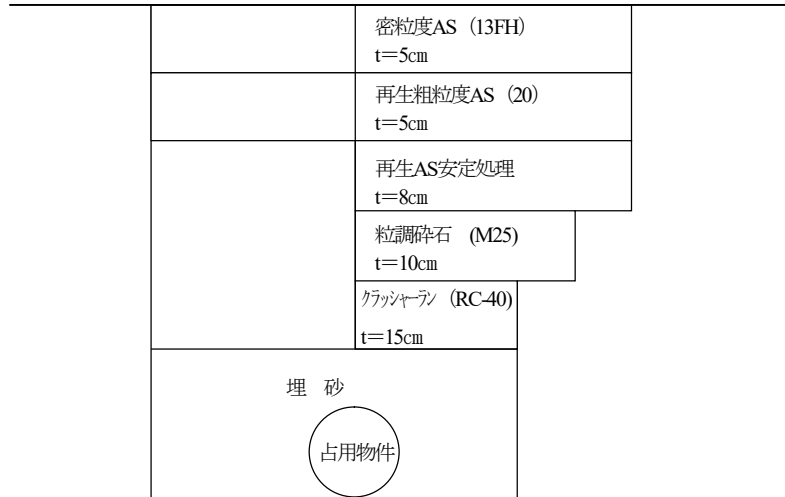 密粒度AS（13FH）
t＝5cm
再生粗粒度AS（20）
t＝5cm
再生AS安定処理
t＝8cm
粒調砕石　(M25)
t＝10cm
ｸﾗｯｼｬｰﾗﾝ（RC-40)
t＝15cm
埋　砂
占用物件